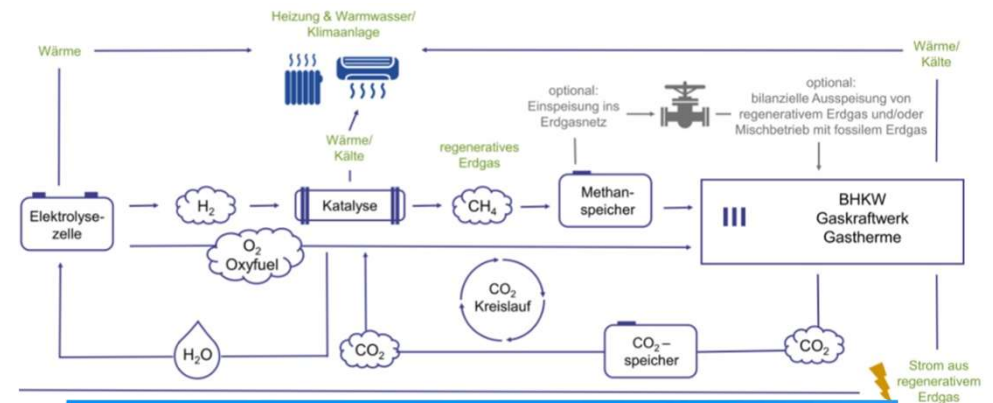 Heizung & Warmwasser/
Klimaanlage
Wärme
Wärme/
Kälte
optional:
Einspeisung ins
Erdgasnetz
optional:
bilanzielle Ausspeisung von
regenerativem Erdgas und/oder
Mischbetrieb mit fossilem Erdgas
Wärme/
Kälte
regeneratives
Erdgas
Elektrolyse-
zelle
H₂
Katalyse
CH₄
Methan-
speicher
BHKW
Gaskraftwerk
Gastherme
O₂
Oxyfuel
CO₂
Kreislauf
H₂O
CO₂
CO₂ –
speicher
CO₂
Strom aus
regenerativem
Erdgas